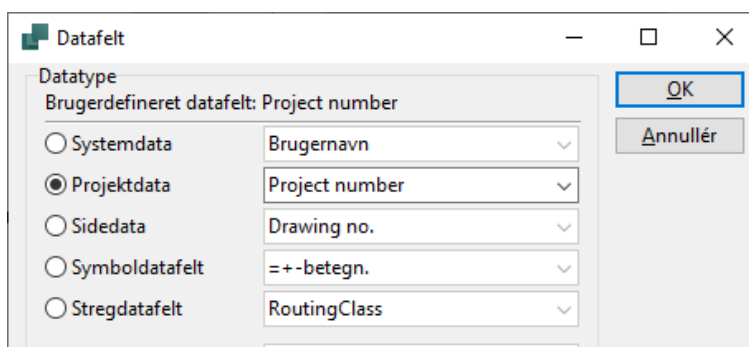 Datafelt
Datatype
Brugerdefineret datafelt: Project number
OK
Annullér
Systemdata Brugernavn
Projektdata Project number
Sidedata Drawing no.
Symboldatafelt =+-betegn.
Stregdatafelt RoutingClass